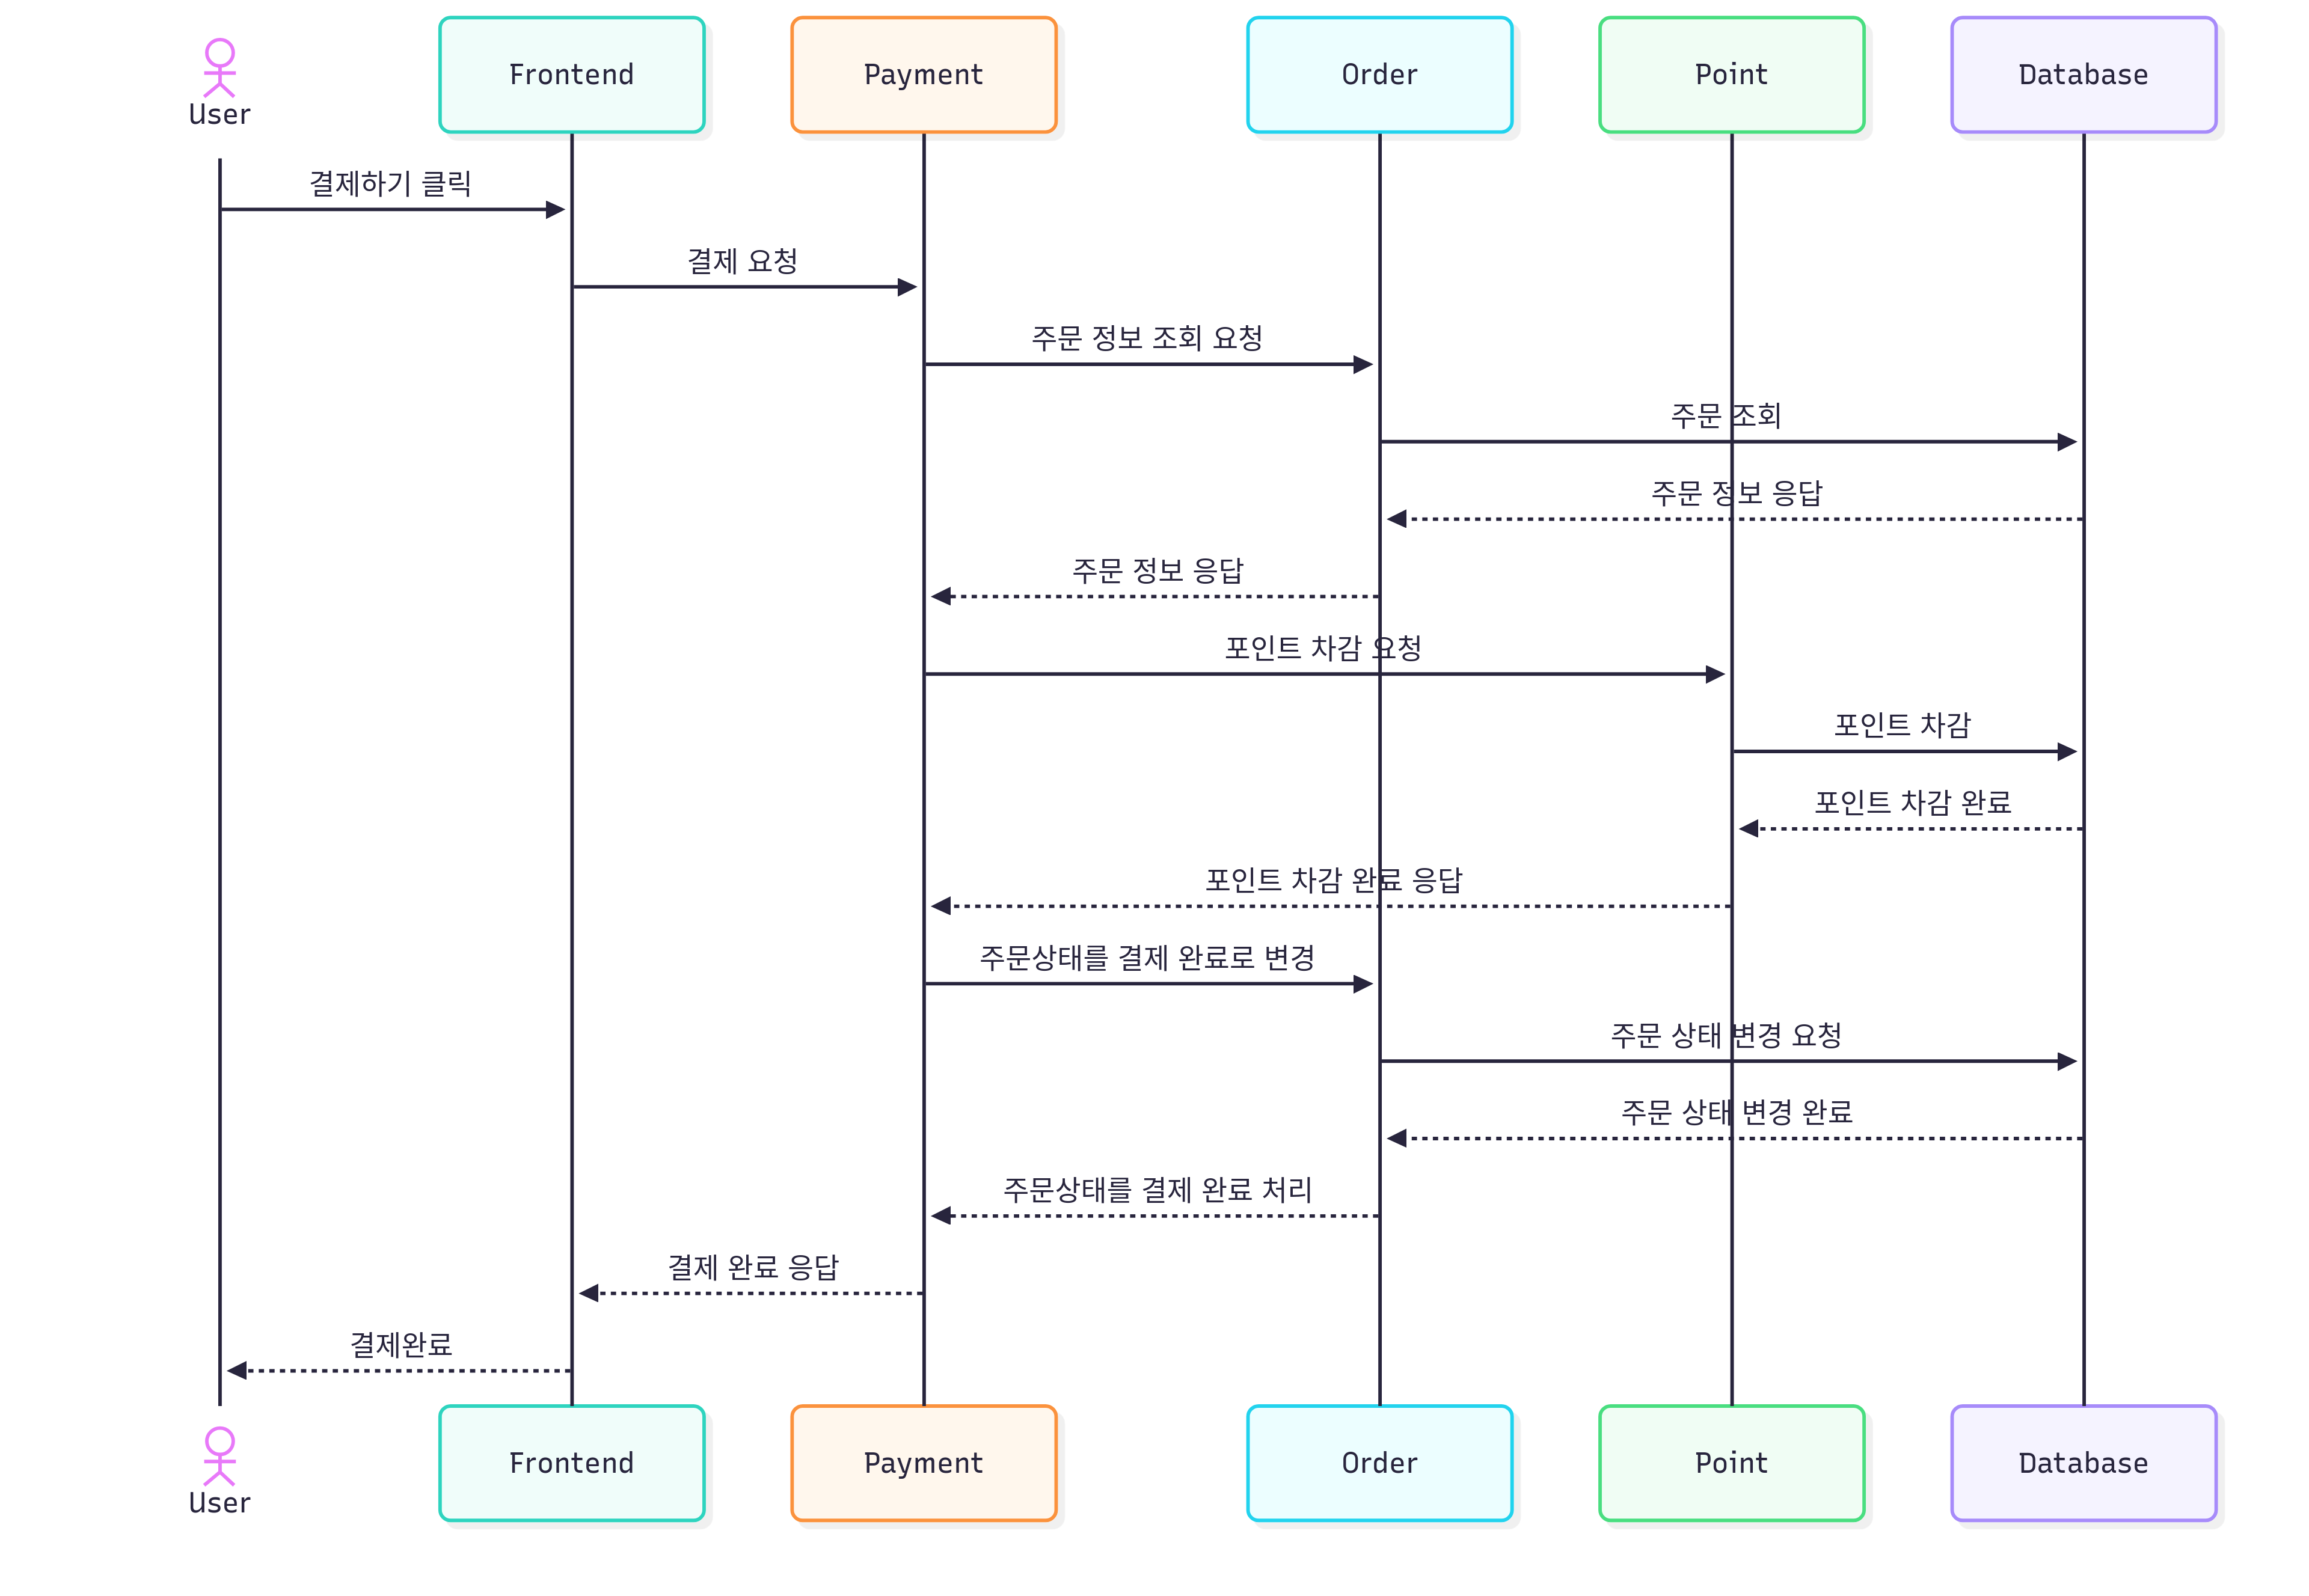 User
Frontend
Payment
Order
Point
Database
결제하기 클릭
결제 요청
주문 정보 조회 요청
주문 조회
주문 정보 응답
주문 정보 응답
포인트 차감 요청
포인트 차감
포인트 차감 완료
포인트 차감 완료 응답
주문상태를 결제 완료로 변경
주문 상태 변경 요청
주문 상태 변경 완료
주문상태를 결제 완료 처리
결제 완료 응답
결제완료
User
Frontend
Payment
Order
Point
Database